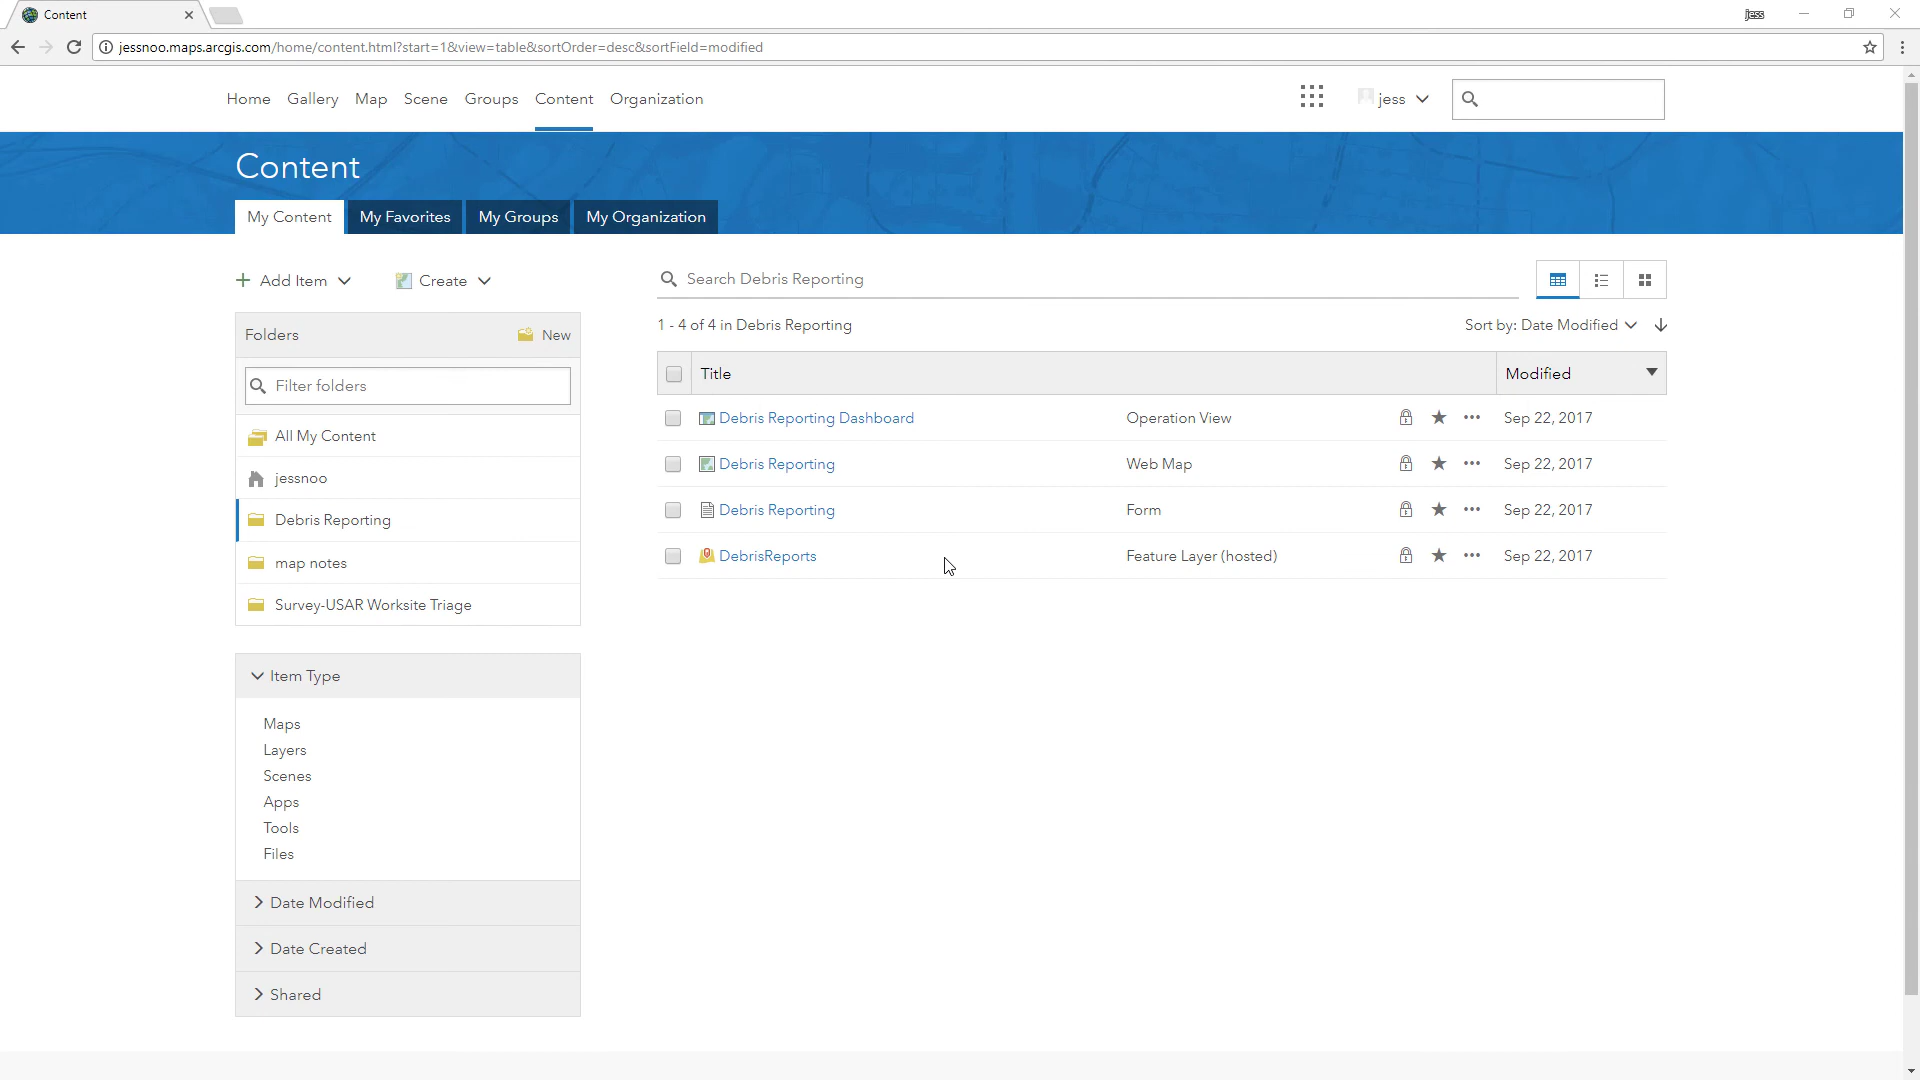 Content
jess
jessnoo.maps.arcgis.com/home/content.html?start=1&view=table&sortOrder=desc&sortField=modified
Home Gallery Map Scene Groups Content Organization
jess
Content
My Content My Favorites My Groups My Organization
Add Item Create
Search Debris Reporting
Folders New
1 - 4 of 4 in Debris Reporting
Sort by: Date Modified
Filter folders
Title Modified
All My Content
jessnoo
Debris Reporting
map notes
Survey-USAR Worksite Triage
Debris Reporting Dashboard Operation View Sep 22, 2017
Debris Reporting Web Map Sep 22, 2017
Debris Reporting Form Sep 22, 2017
DebrisReports Feature Layer (hosted) Sep 22, 2017
Item Type
Maps
Layers
Scenes
Apps
Tools
Files
Date Modified
Date Created
Shared